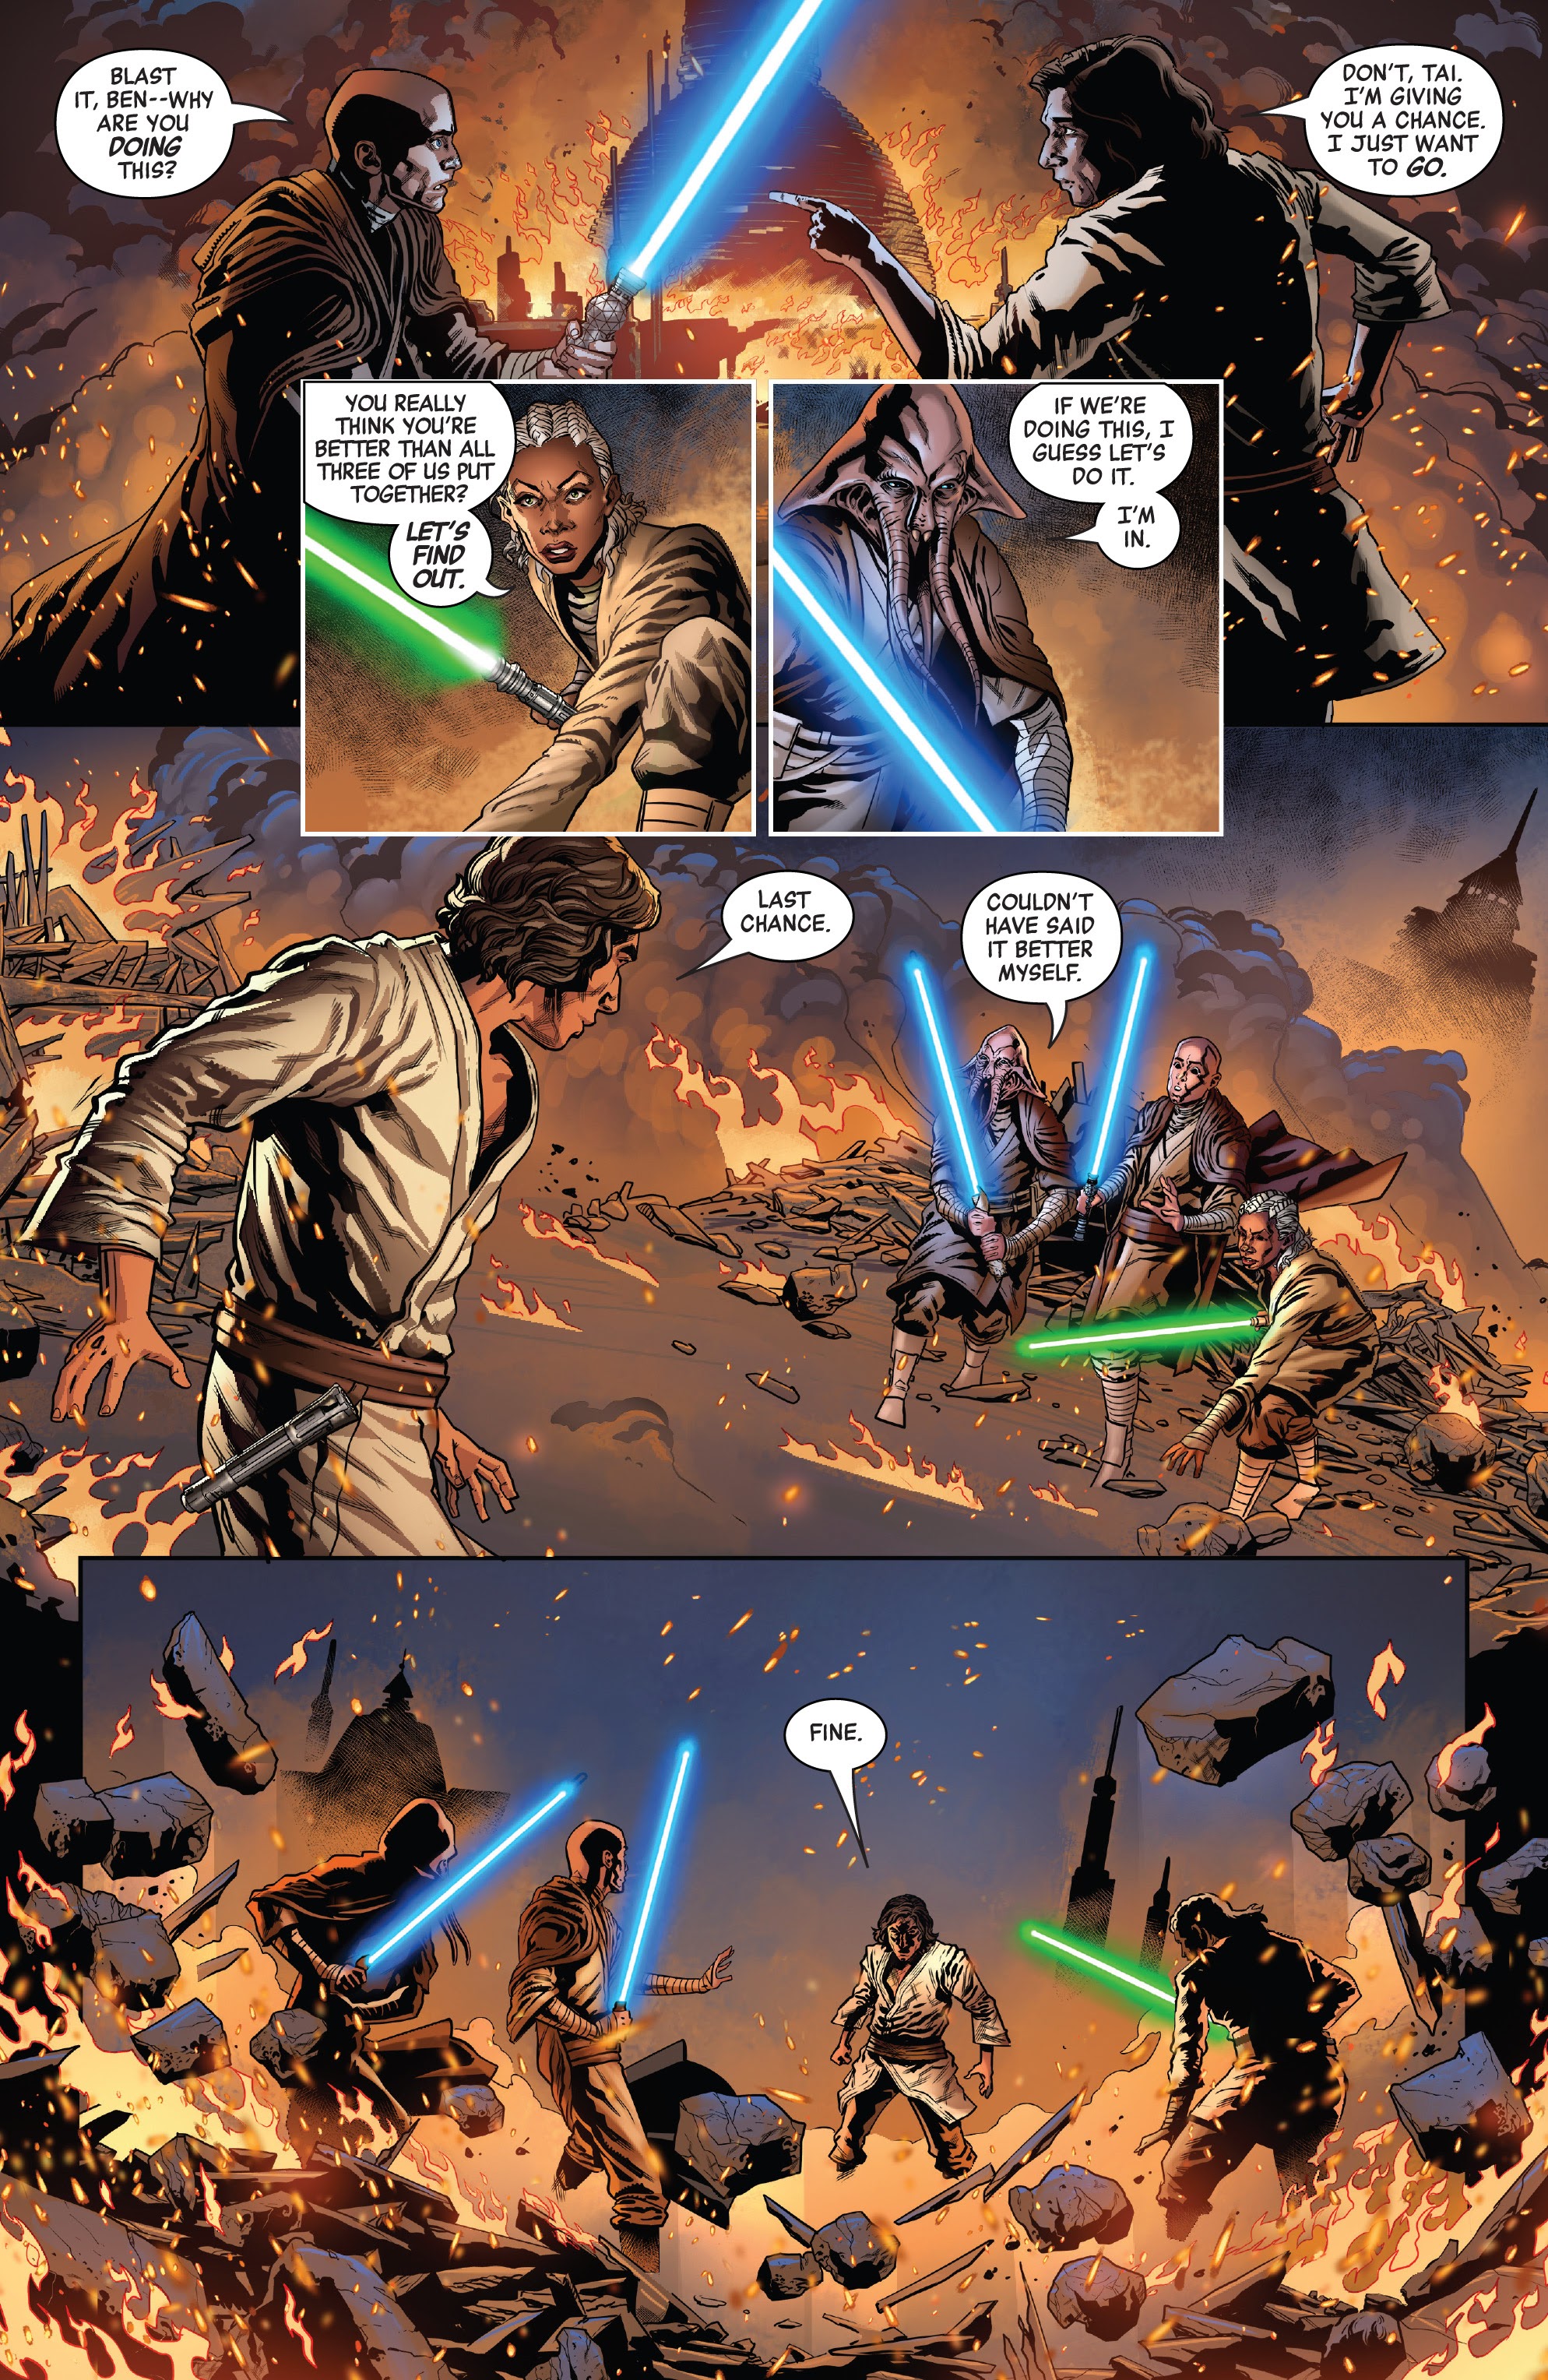 BLAST
IT, BEN--WHY
ARE YOU
DOING
THIS?
DON'T, TAI.
I'M GIVING
YOU A CHANCE.
I JUST WANT
TO GO.
YOU REALLY
THINK YOU'RE
BETTER THAN ALL
THREE OF US PUT
TOGETHER?
LET'S
FIND
OUT.
IF WE'RE
DOING THIS, I
GUESS LET'S
DO IT.
I'M
IN.
LAST
CHANCE.
COULDN'T
HAVE SAID
IT BETTER
MYSELF.
FINE.